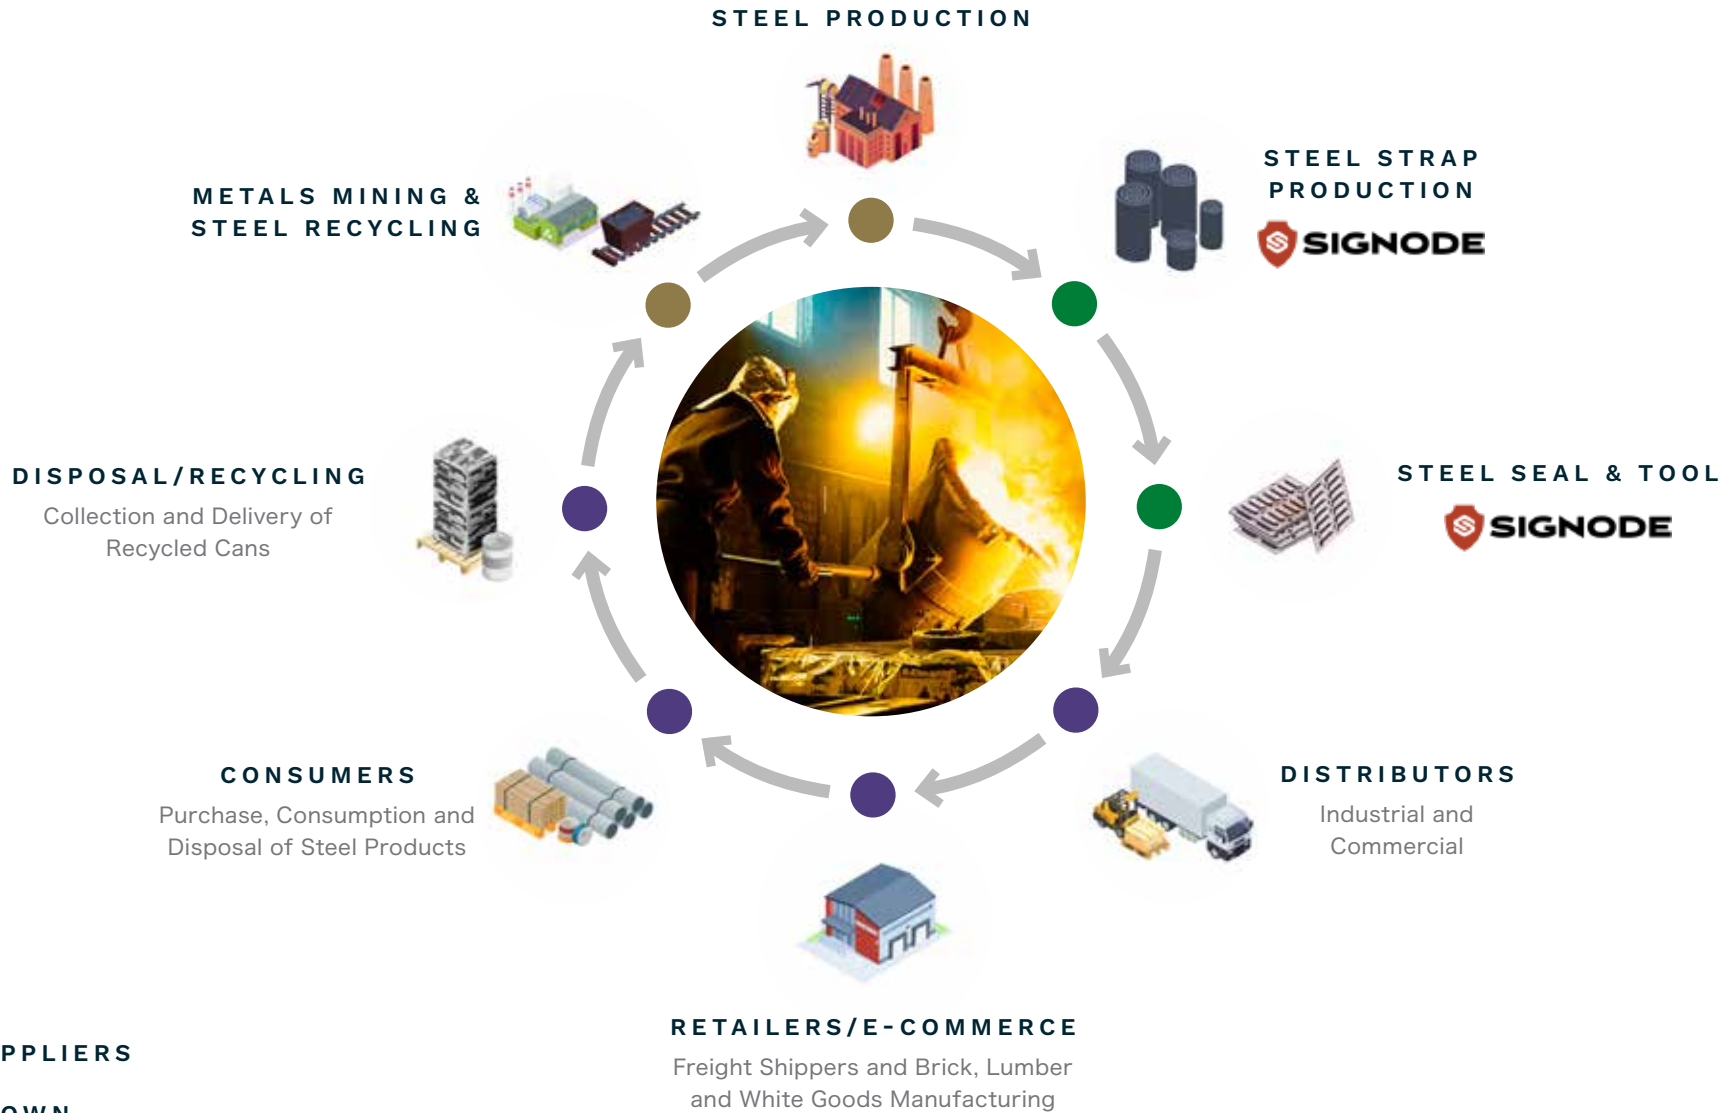 STEEL PRODUCTION
STEEL STRAP
PRODUCTION
SIGNODE
METALS MINING &
STEEL RECYCLING
STEEL SEAL & TOOL
SIGNODE
DISPOSAL/RECYCLING
Collection and Delivery of
Recycled Cans
CONSUMERS
Purchase, Consumption and
Disposal of Steel Products
DISTRIBUTORS
Industrial and
Commercial
RETAILERS/E-COMMERCE
Freight Shippers and Brick, Lumber
and White Goods Manufacturing
PPLIERS
OWN